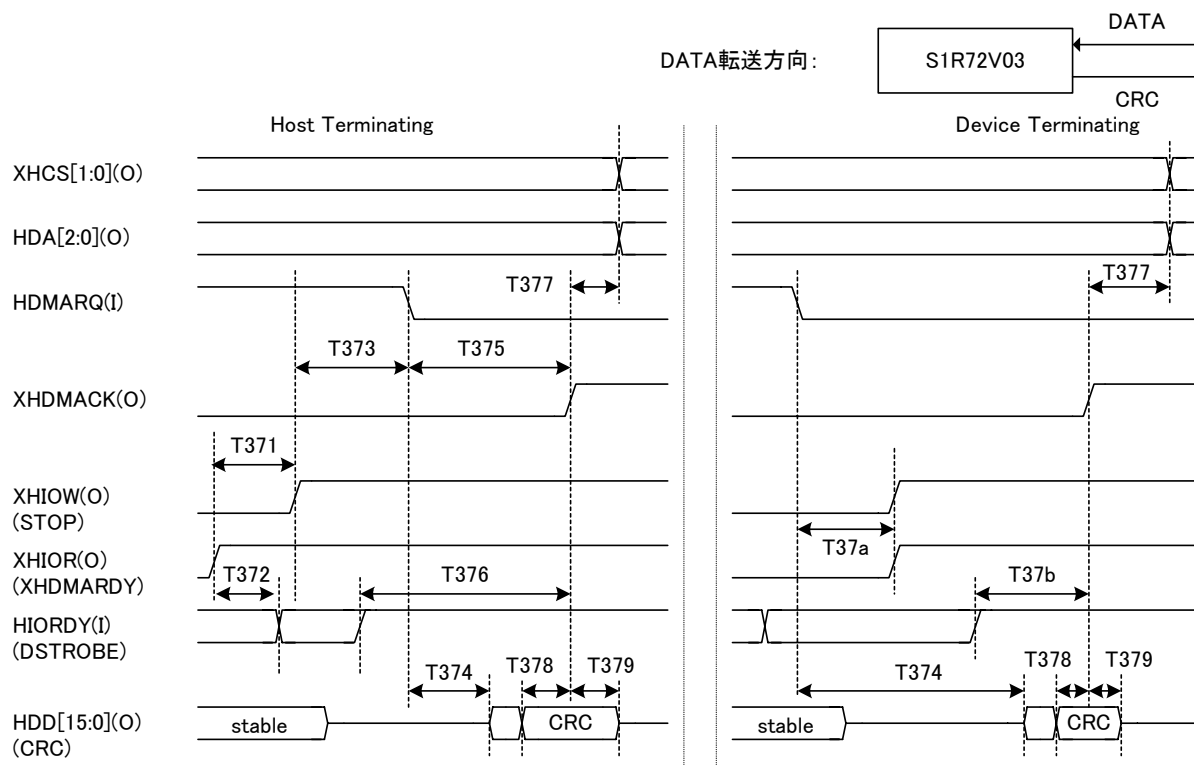 DATA
DATA転送方向:
S1R72V03
CRC
Host Terminating
Device Terminating
XHCS[1:0](O)
HDA[2:0](O)
T377
T377
HDMARQ(I)
T373
T375
XHDMACK(O)
T371
XHIOW(O)
(STOP)
T37a
XHIOR(O)
(XHDMARDY)
T372
T376
T37b
HIORDY(I)
(DSTROBE)
T374
T378
T379
T374
T378
T379
HDD[15:0](O)
(CRC)
stable
CRC
stable
CRC